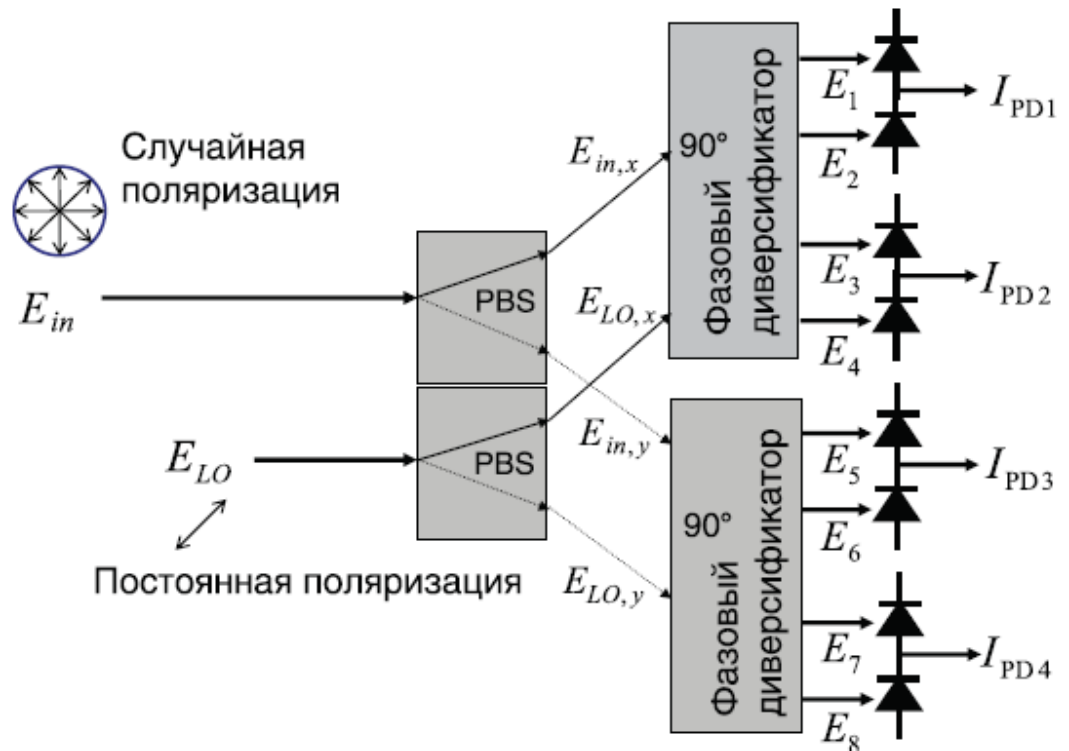 Случайная
поляризация
E_in
PBS
E_in,x
E_LO,x
E_LO
PBS
Постоянная поляризация
E_in,y
E_LO,y
90°
Фазовый
диверсификатор
E_1
E_2
E_3
E_4
I_PD1
I_PD2
90°
Фазовый
диверсификатор
E_5
E_6
E_7
E_8
I_PD3
I_PD4